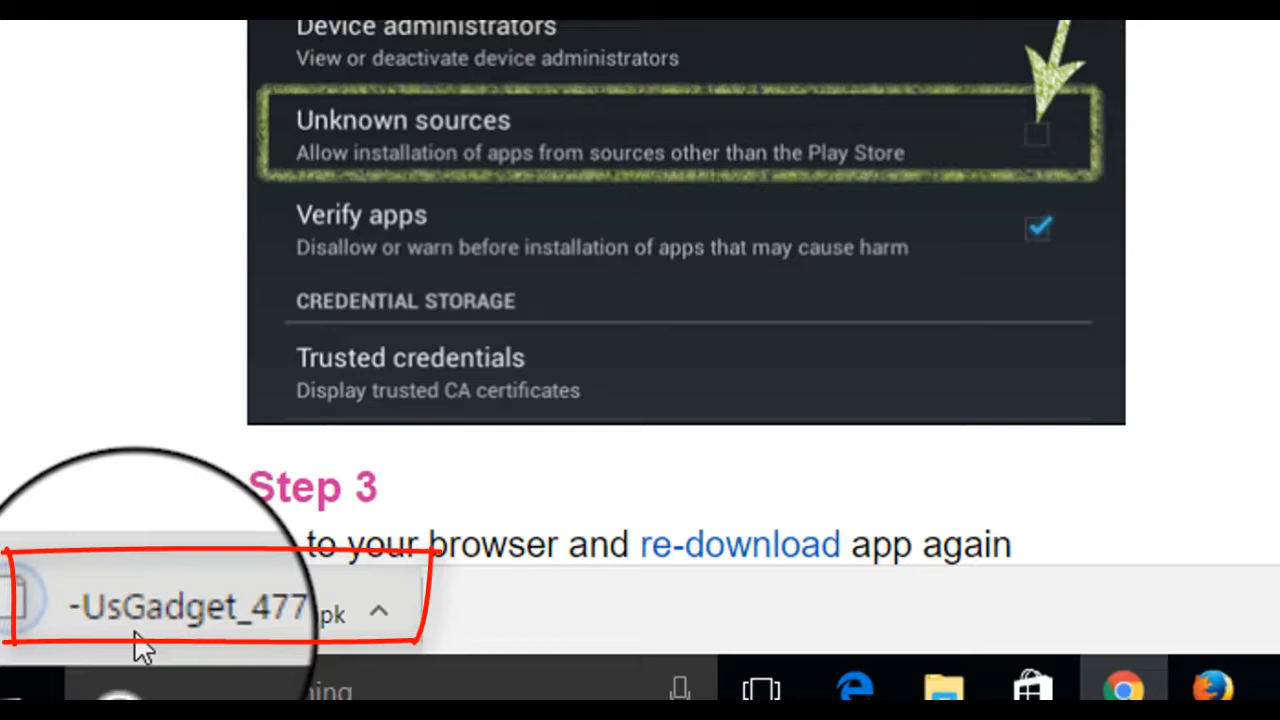 Device administrators
View or deactivate device administrators
Unknown sources
Allow installation of apps from sources other than the Play Store
Verify apps
Disallow or warn before installation of apps that may cause harm
CREDENTIAL STORAGE
Trusted credentials
Display trusted CA certificates
Step 3
to your browser and re-download app again
-UsGadget_477 pk